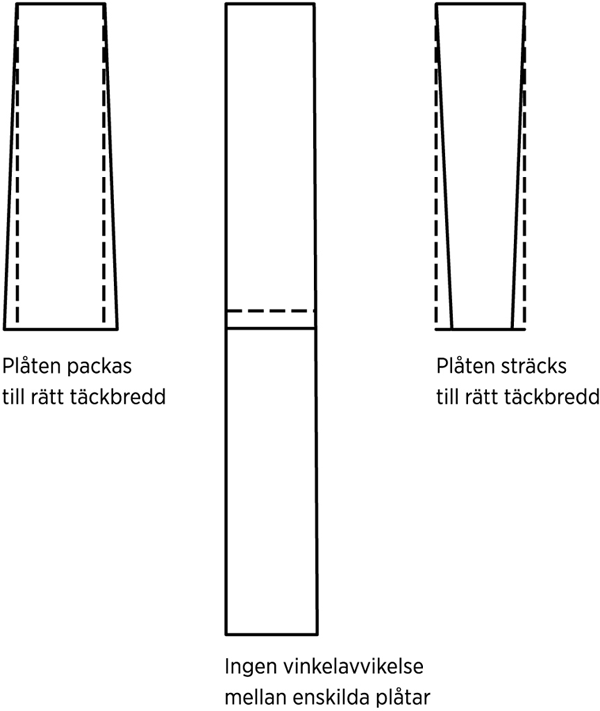 Plåten packas
till rätt täckbredd
Plåten sträcks
till rätt täckbredd
Ingen vinkelavvikelse
mellan enskilda plåtar